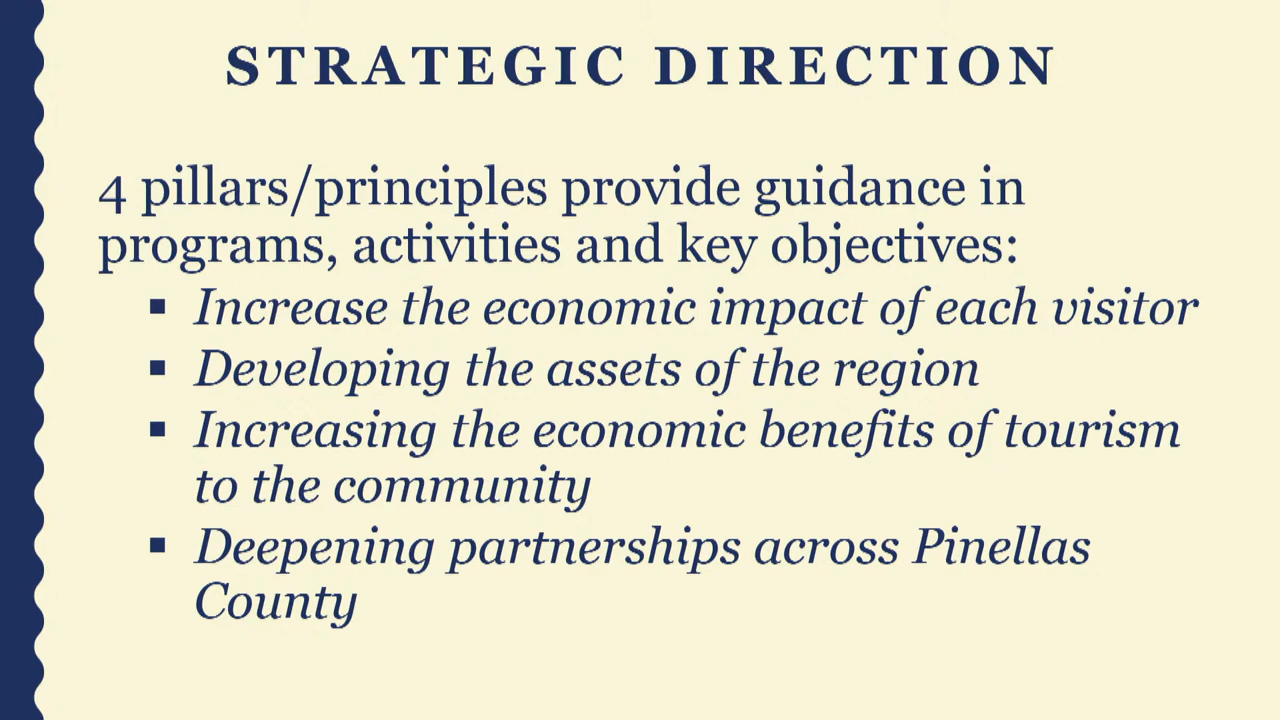 STRATEGIC DIRECTION
4 pillars/principles provide guidance in
programs, activities and key objectives:
▪ Increase the economic impact of each visitor
▪ Developing the assets of the region
▪ Increasing the economic benefits of tourism
to the community
▪ Deepening partnerships across Pinellas
County